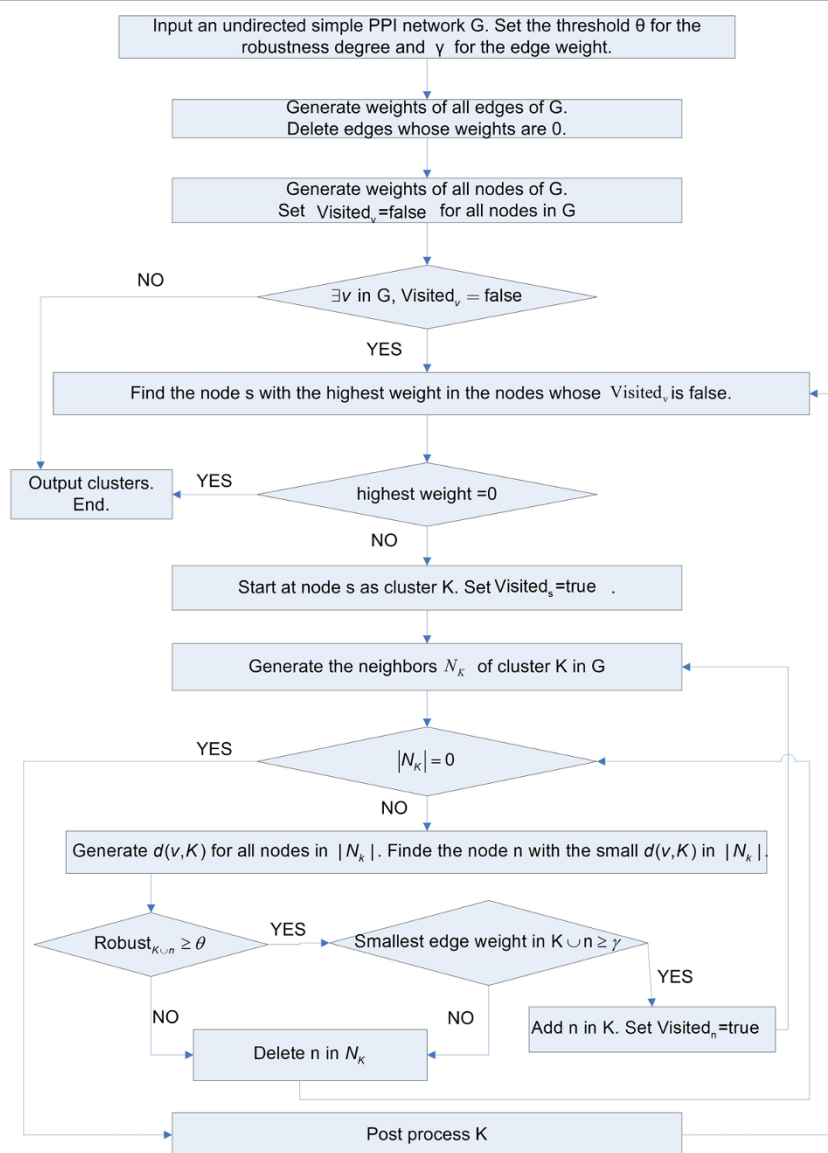 Input an undirected simple PPI network G. Set the threshold θ for the
robustness degree and γ for the edge weight.
Generate weights of all edges of G.
Delete edges whose weights are 0.
Generate weights of all nodes of G.
Set Visitedᵥ=false for all nodes in G
NO
∃v in G, Visitedᵥ = false
YES
Find the node s with the highest weight in the nodes whose Visitedᵥ is false.
Output clusters.
End.
YES
highest weight =0
NO
Start at node s as cluster K. Set Visitedₛ=true .
Generate the neighbors N_K of cluster K in G
YES
|N_K| = 0
NO
Generate d(v,K) for all nodes in |N_k|. Finde the node n with the small d(v,K) in |N_k|.
Robust_{K∪n} ≥ θ
YES
Smallest edge weight in K ∪ n ≥ γ
YES
NO
NO
Add n in K. Set Visitedₙ=true
Delete n in N_K
Post process K